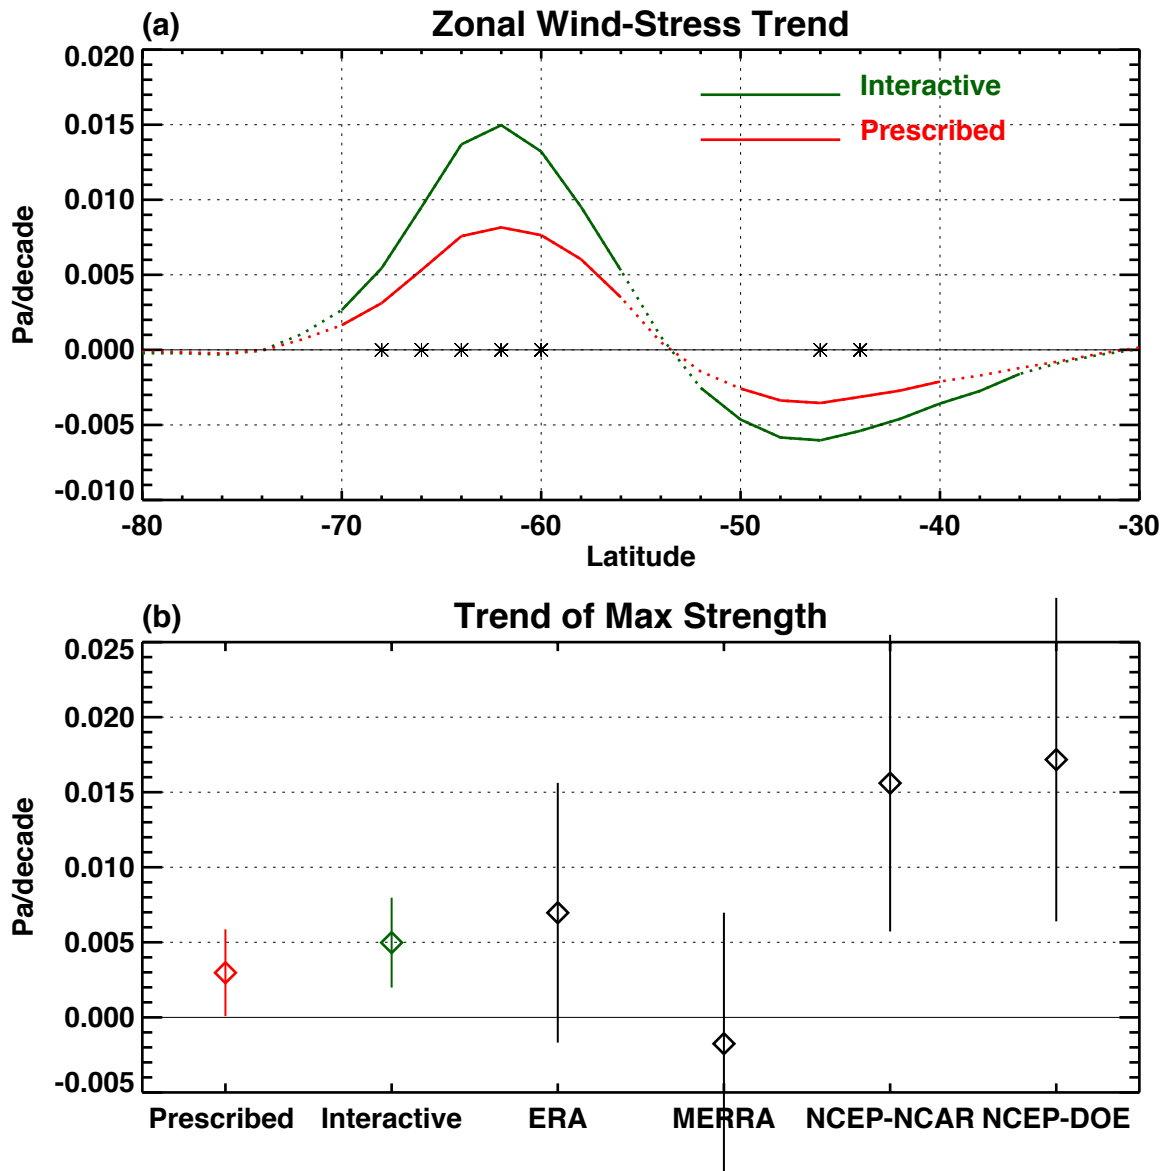 (a) Zonal Wind-Stress Trend
0.020
0.015
0.010
0.005
0.000
-0.005
-0.010
Pa/decade
Interactive
Prescribed
-80 -70 -60 -50 -40 -30
Latitude
(b) Trend of Max Strength
0.025
0.020
0.015
0.010
0.005
0.000
-0.005
Pa/decade
Prescribed Interactive ERA MERRA NCEP-NCAR NCEP-DOE